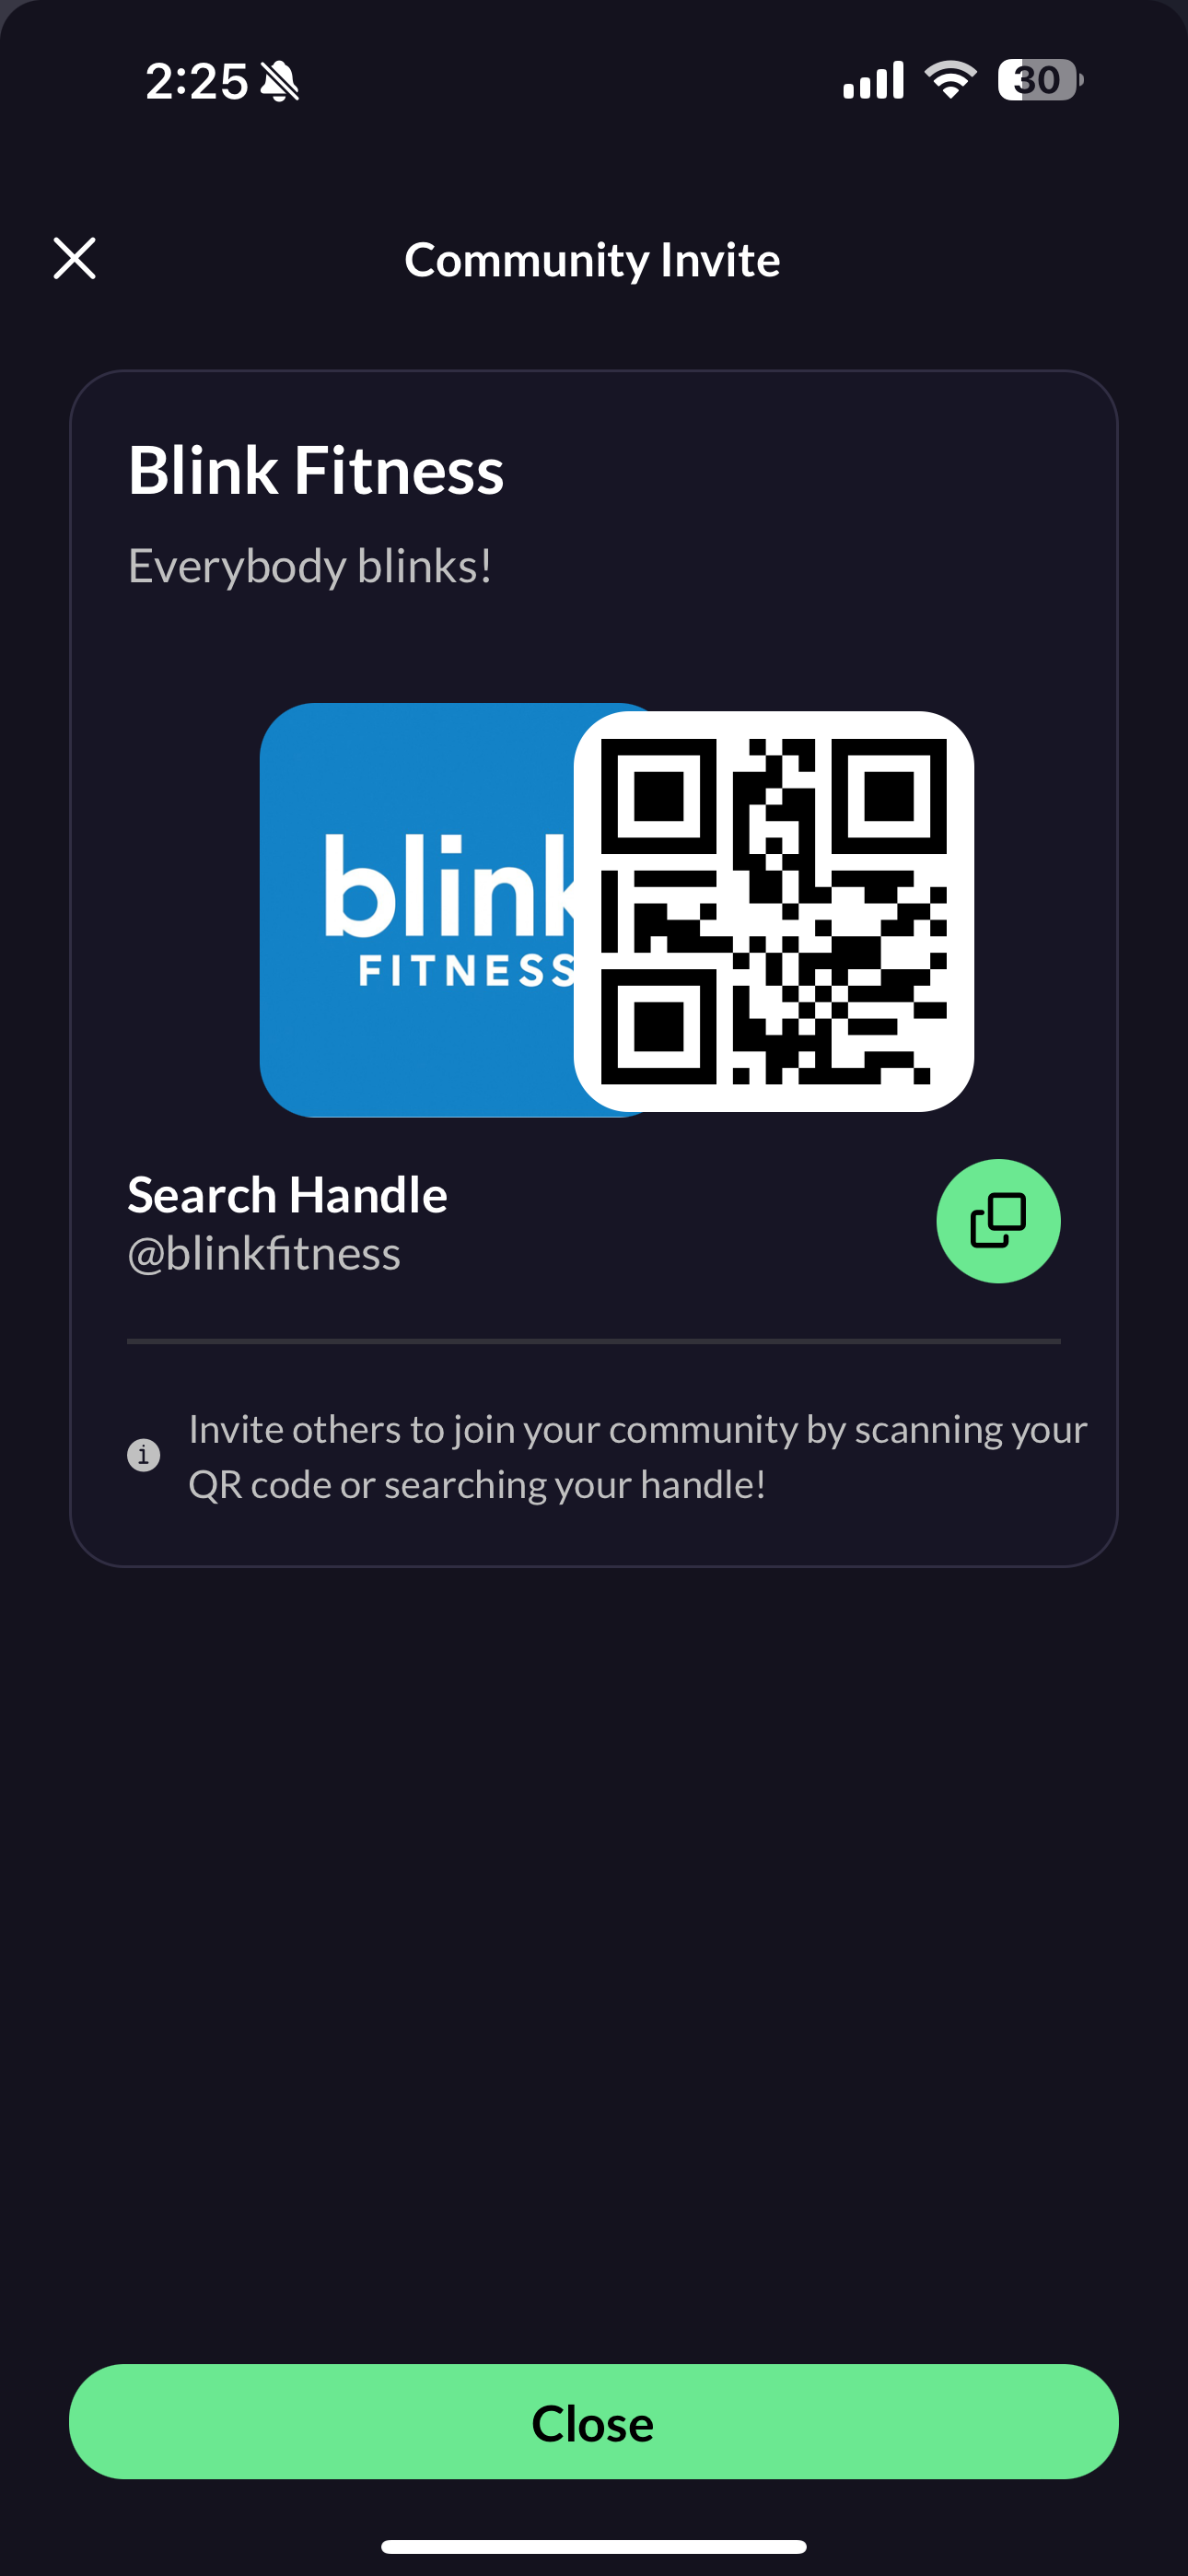 2:25
30
Community Invite
Blink Fitness
Everybody blinks!
blink
FITNESS
Search Handle
@blinkfitness
Invite others to join your community by scanning your
QR code or searching your handle!
Close